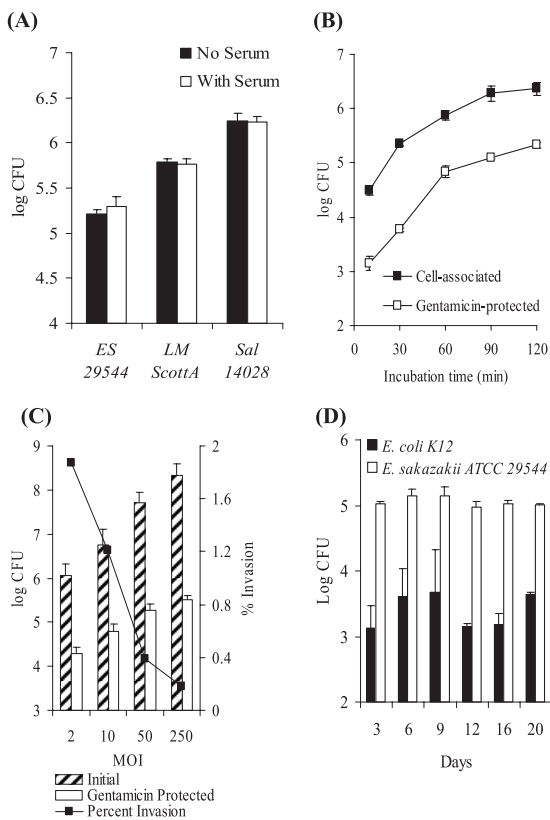 (A)
7
6.5
6
5.5
5
4.5
4
log CFU
No Serum
With Serum
ES 29544
LM ScottA
Sal 14028
(B)
7
6
5
4
3
2
1
log CFU
Cell-associated
Gentamicin-protected
0 30 60 90 120
Incubation time (min)
(C)
9
8
7
6
5
4
3
log CFU
2
1.6
1.2
0.8
0.4
0
% Invasion
2 10 50 250
MOI
Initial
Gentamicin Protected
Percent Invasion
(D)
E. coli K12
E. sakazakii ATCC 29544
6
5
4
3
2
Log CFU
3 6 9 12 16 20
Days